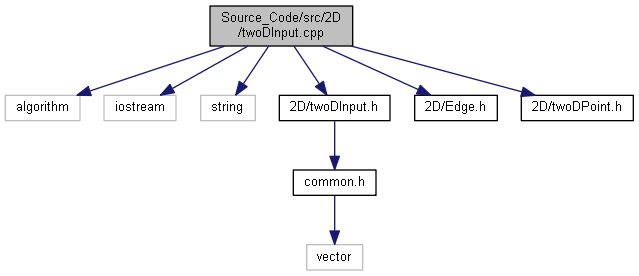 Source_Code/src/2D
/twoDInput.cpp
algorithm
iostream
string
2D/twoDInput.h
2D/Edge.h
2D/twoDPoint.h
common.h
vector